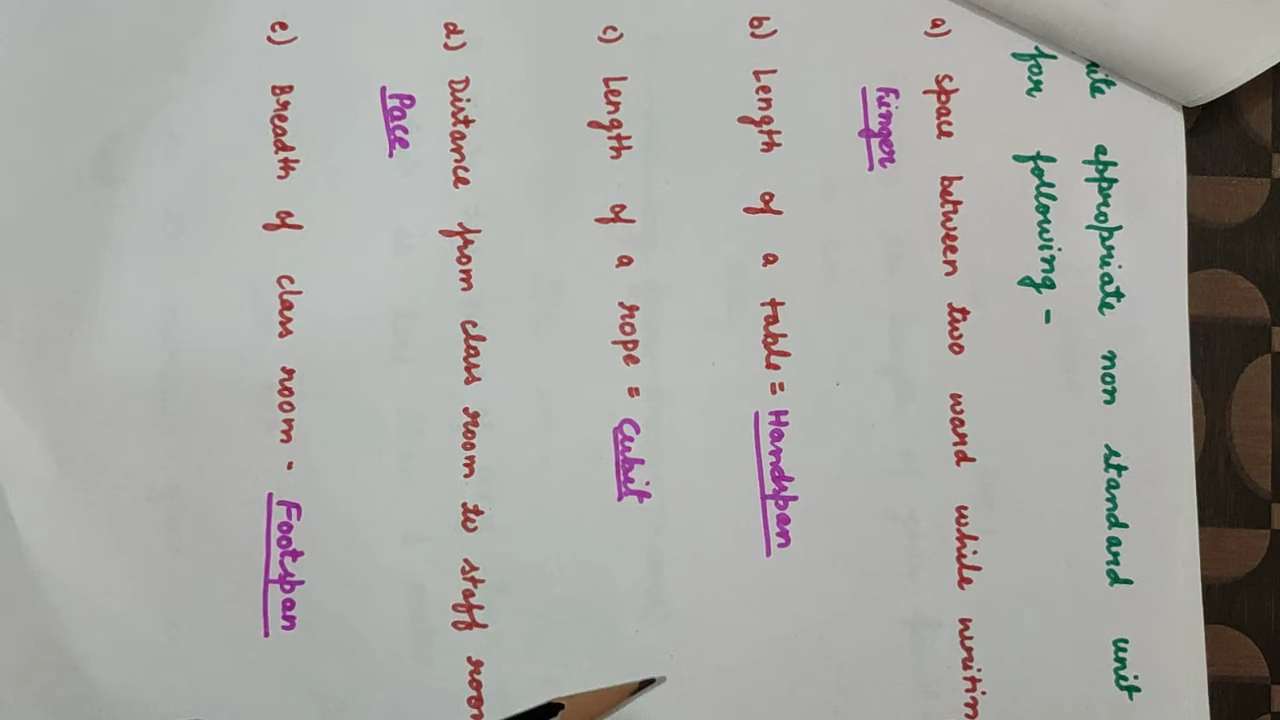 ite appropriate non standard unit
for following -
a) space between two word while writin
Finger
b) Length of a table = Handspan
c) Length of a rope = Cubit
d) Distance from class room to staff room
Pace
e) Breadth of class room - Footspan